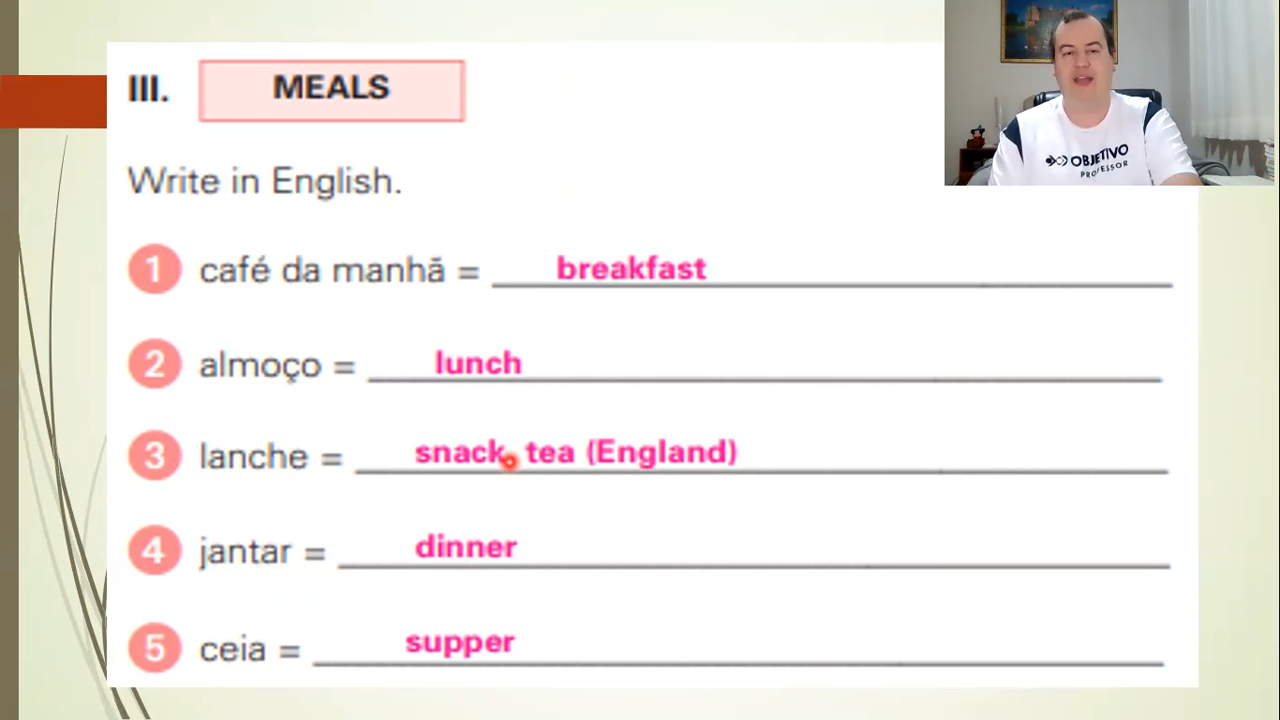 III. MEALS
Write in English.
1 café da manhã = breakfast
2 almoço = lunch
3 lanche = snack, tea (England)
4 jantar = dinner
5 ceia = supper
OBJETIVO
PROFESSOR